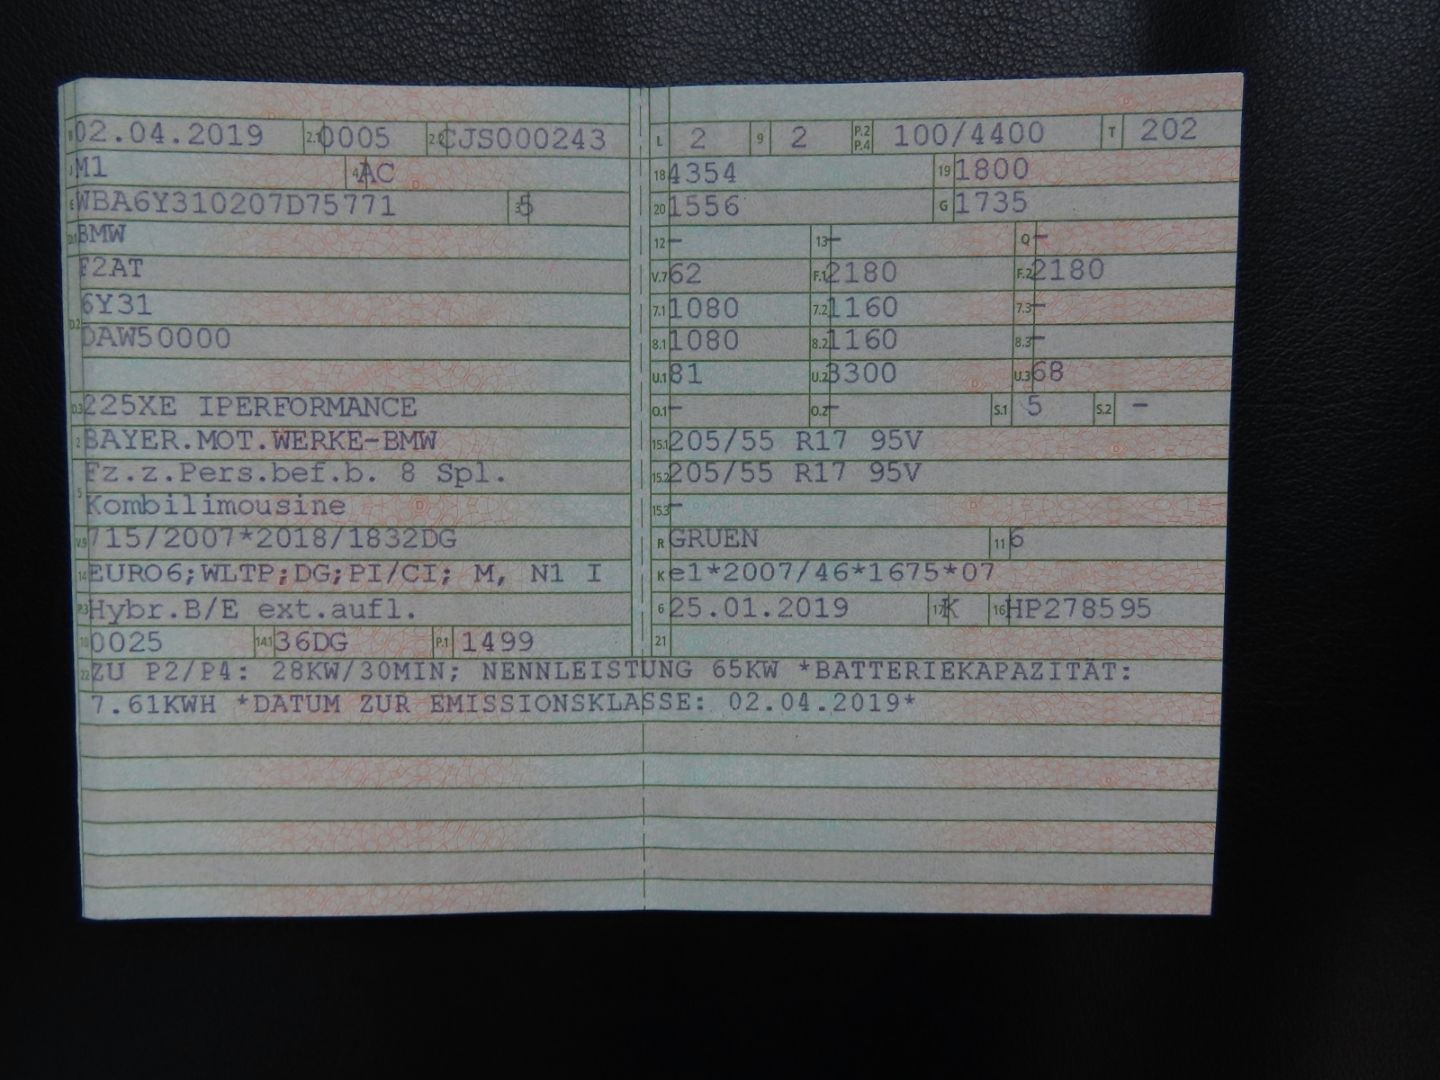 B 02.04.2019 2.1 0005 2.2 CJS000243
J M1 4 AC
E WBA6Y310207D75771 3 5
D.1 BMW
F2AT
D.2 6Y31
DAW50000
D.3 225XE IPERFORMANCE
2 BAYER.MOT.WERKE-BMW
5 Fz.z.Pers.bef.b. 8 Spl.
Kombilimousine
V.9 715/2007*2018/1832DG
14 EURO6;WLTP;DG;PI/CI; M, N1 I
P.3 Hybr.B/E ext.aufl.
10 0025 14.1 36DG P.1 1499
L 2 9 2 P.2 P.4 100/4400 T 202
18 4354 19 1800
20 1556 G 1735
12 – 13 – Q –
V.7 62 F.1 2180 F.2 2180
7.1 1080 7.2 1160 7.3 –
8.1 1080 8.2 1160 8.3 –
U.1 81 U.2 3300 U.3 68
O.1 – O.2 – S.1 5 S.2 –
15.1 205/55 R17 95V
15.2 205/55 R17 95V
15.3 –
R GRUEN 11 6
K e1*2007/46*1675*07
6 25.01.2019 17 K 16 HP278595
21
22 ZU P2/P4: 28KW/30MIN; NENNLEISTUNG 65KW *BATTERIEKAPAZITÄT:
7.61KWH *DATUM ZUR EMISSIONSKLASSE: 02.04.2019*